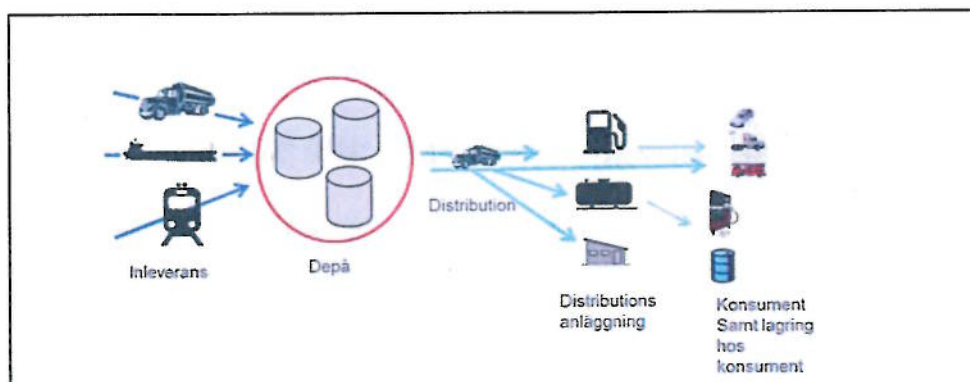 Distribution
Inleverans
Depå
Distributions
anläggning
Konsument
Samt lagring
hos
konsument